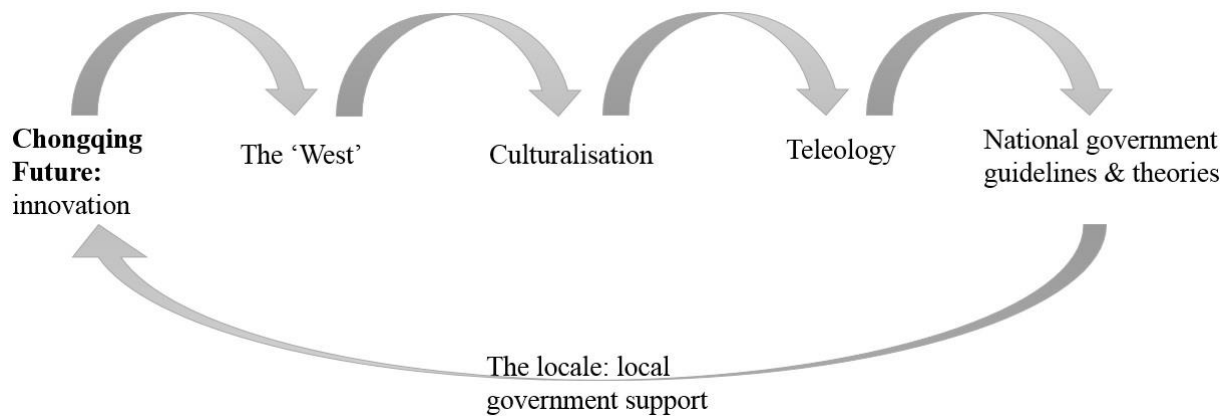 Chongqing
Future:
innovation
The ‘West’
Culturalisation
Teleology
National government
guidelines & theories
The locale: local
government support